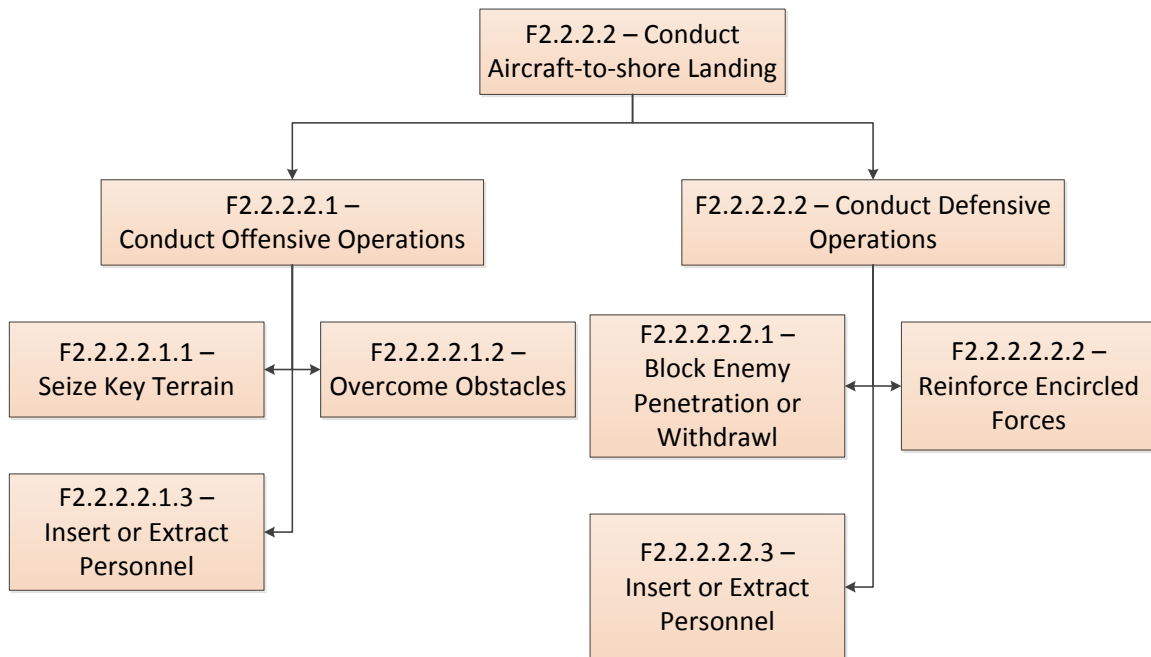 F2.2.2.2 – Conduct
Aircraft-to-shore Landing
F2.2.2.2.1 –
Conduct Offensive Operations
F2.2.2.2.2 – Conduct Defensive
Operations
F2.2.2.2.1.1 –
Seize Key Terrain
F2.2.2.2.1.2 –
Overcome Obstacles
F2.2.2.2.2.1 –
Block Enemy
Penetration or
Withdrawl
F2.2.2.2.2.2 –
Reinforce Encircled
Forces
F2.2.2.2.1.3 –
Insert or Extract
Personnel
F2.2.2.2.2.3 –
Insert or Extract
Personnel